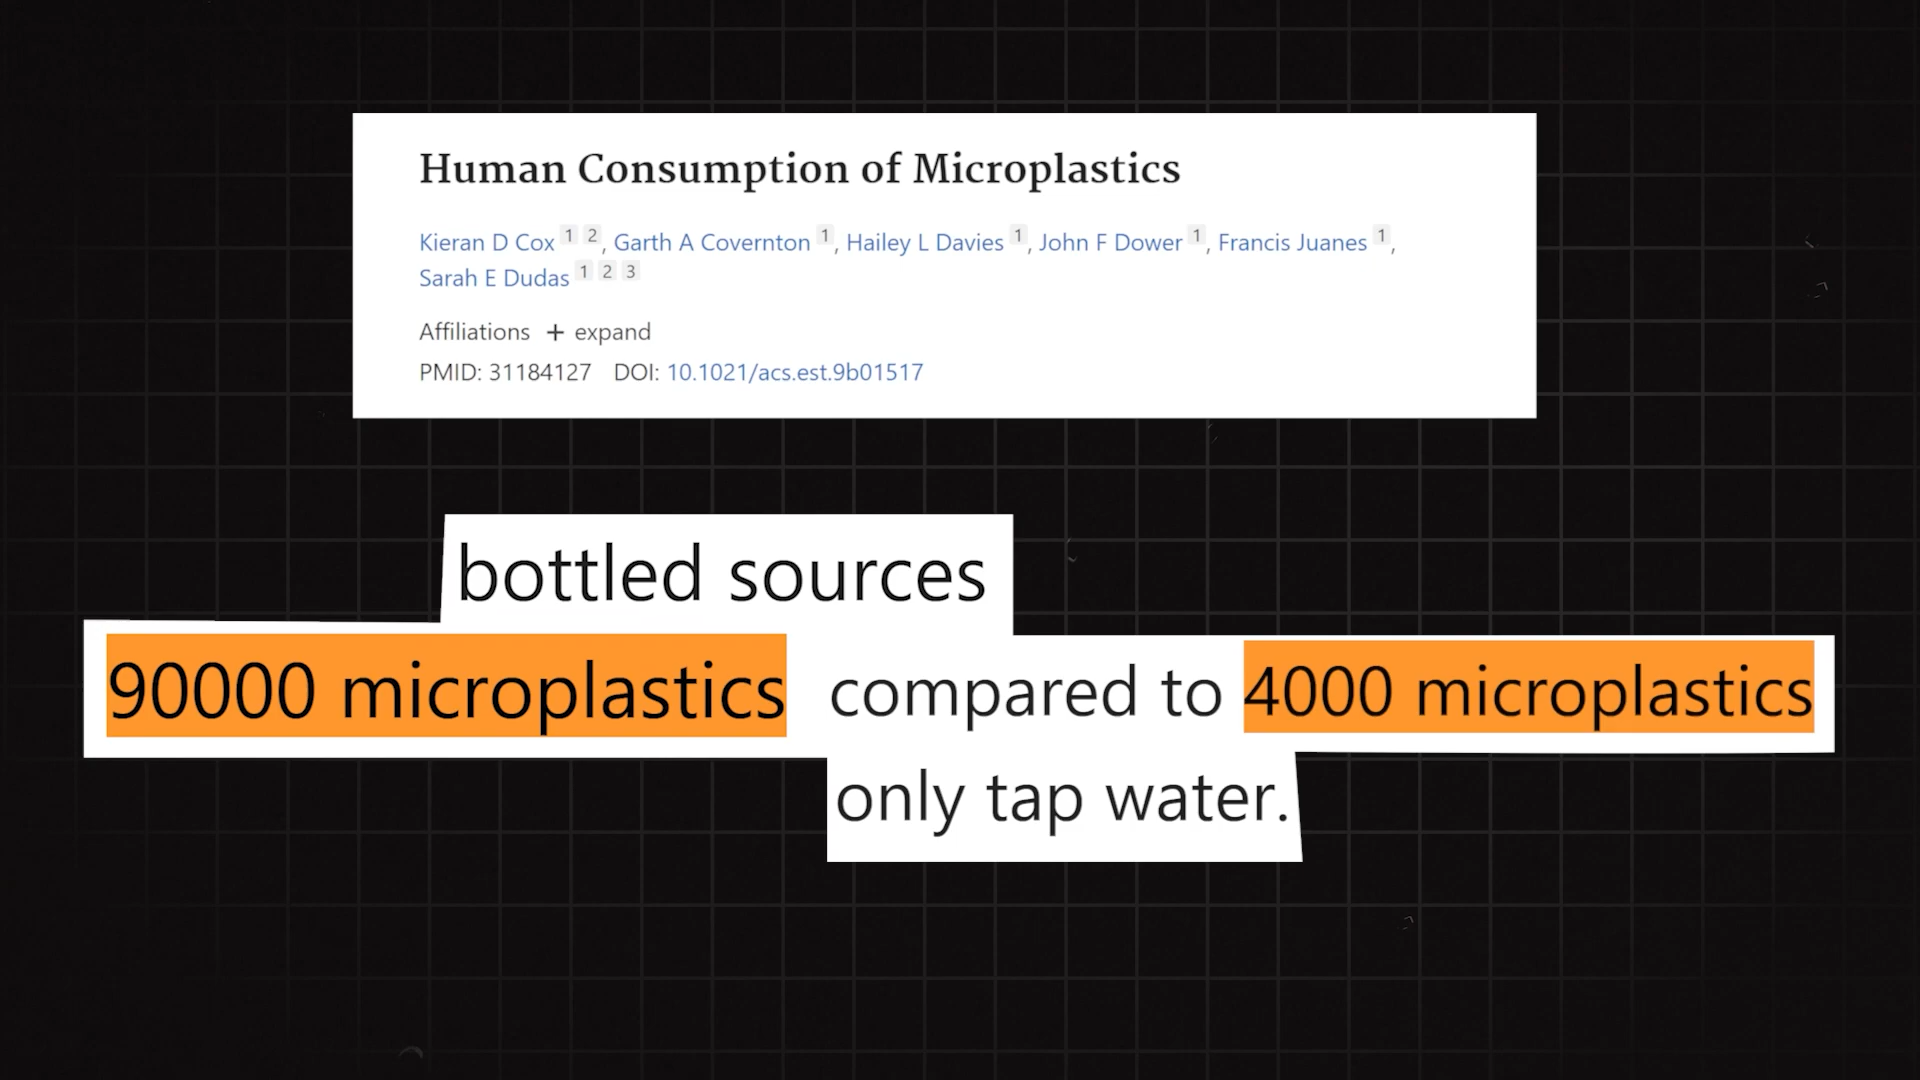 Human Consumption of Microplastics
Kieran D Cox 1 2, Garth A Covernton 1, Hailey L Davies 1, John F Dower 1, Francis Juanes 1,
Sarah E Dudas 1 2 3
Affiliations + expand
PMID: 31184127 DOI: 10.1021/acs.est.9b01517
bottled sources
90000 microplastics compared to 4000 microplastics
only tap water.